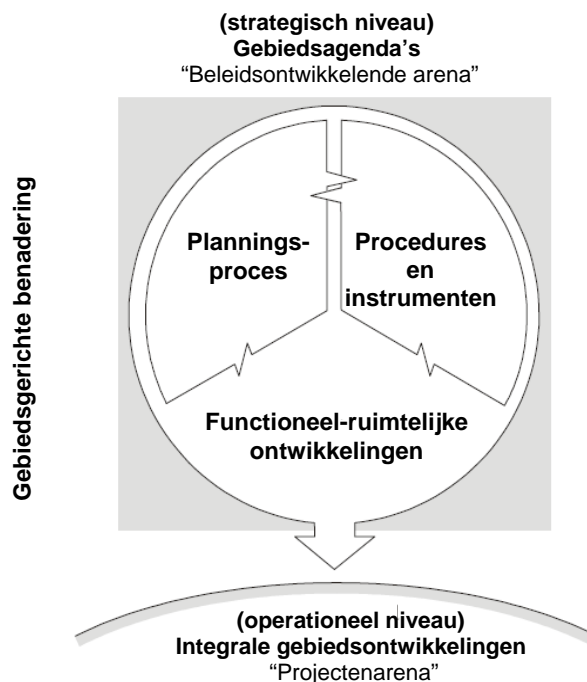 (strategisch niveau)
Gebiedsagenda’s
“Beleidsontwikkelende arena”
Gebiedsgerichte benadering
Plannings-
proces
Procedures
en
instrumenten
Functioneel-ruimtelijke
ontwikkelingen
(operationeel niveau)
Integrale gebiedsontwikkelingen
“Projectenarena”